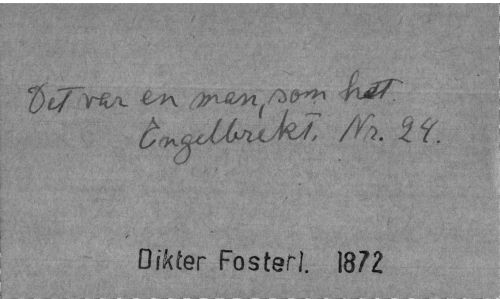 Det var en man, som het.
Engelbrekt. Nr. 24.
Dikter Fosterl. 1872